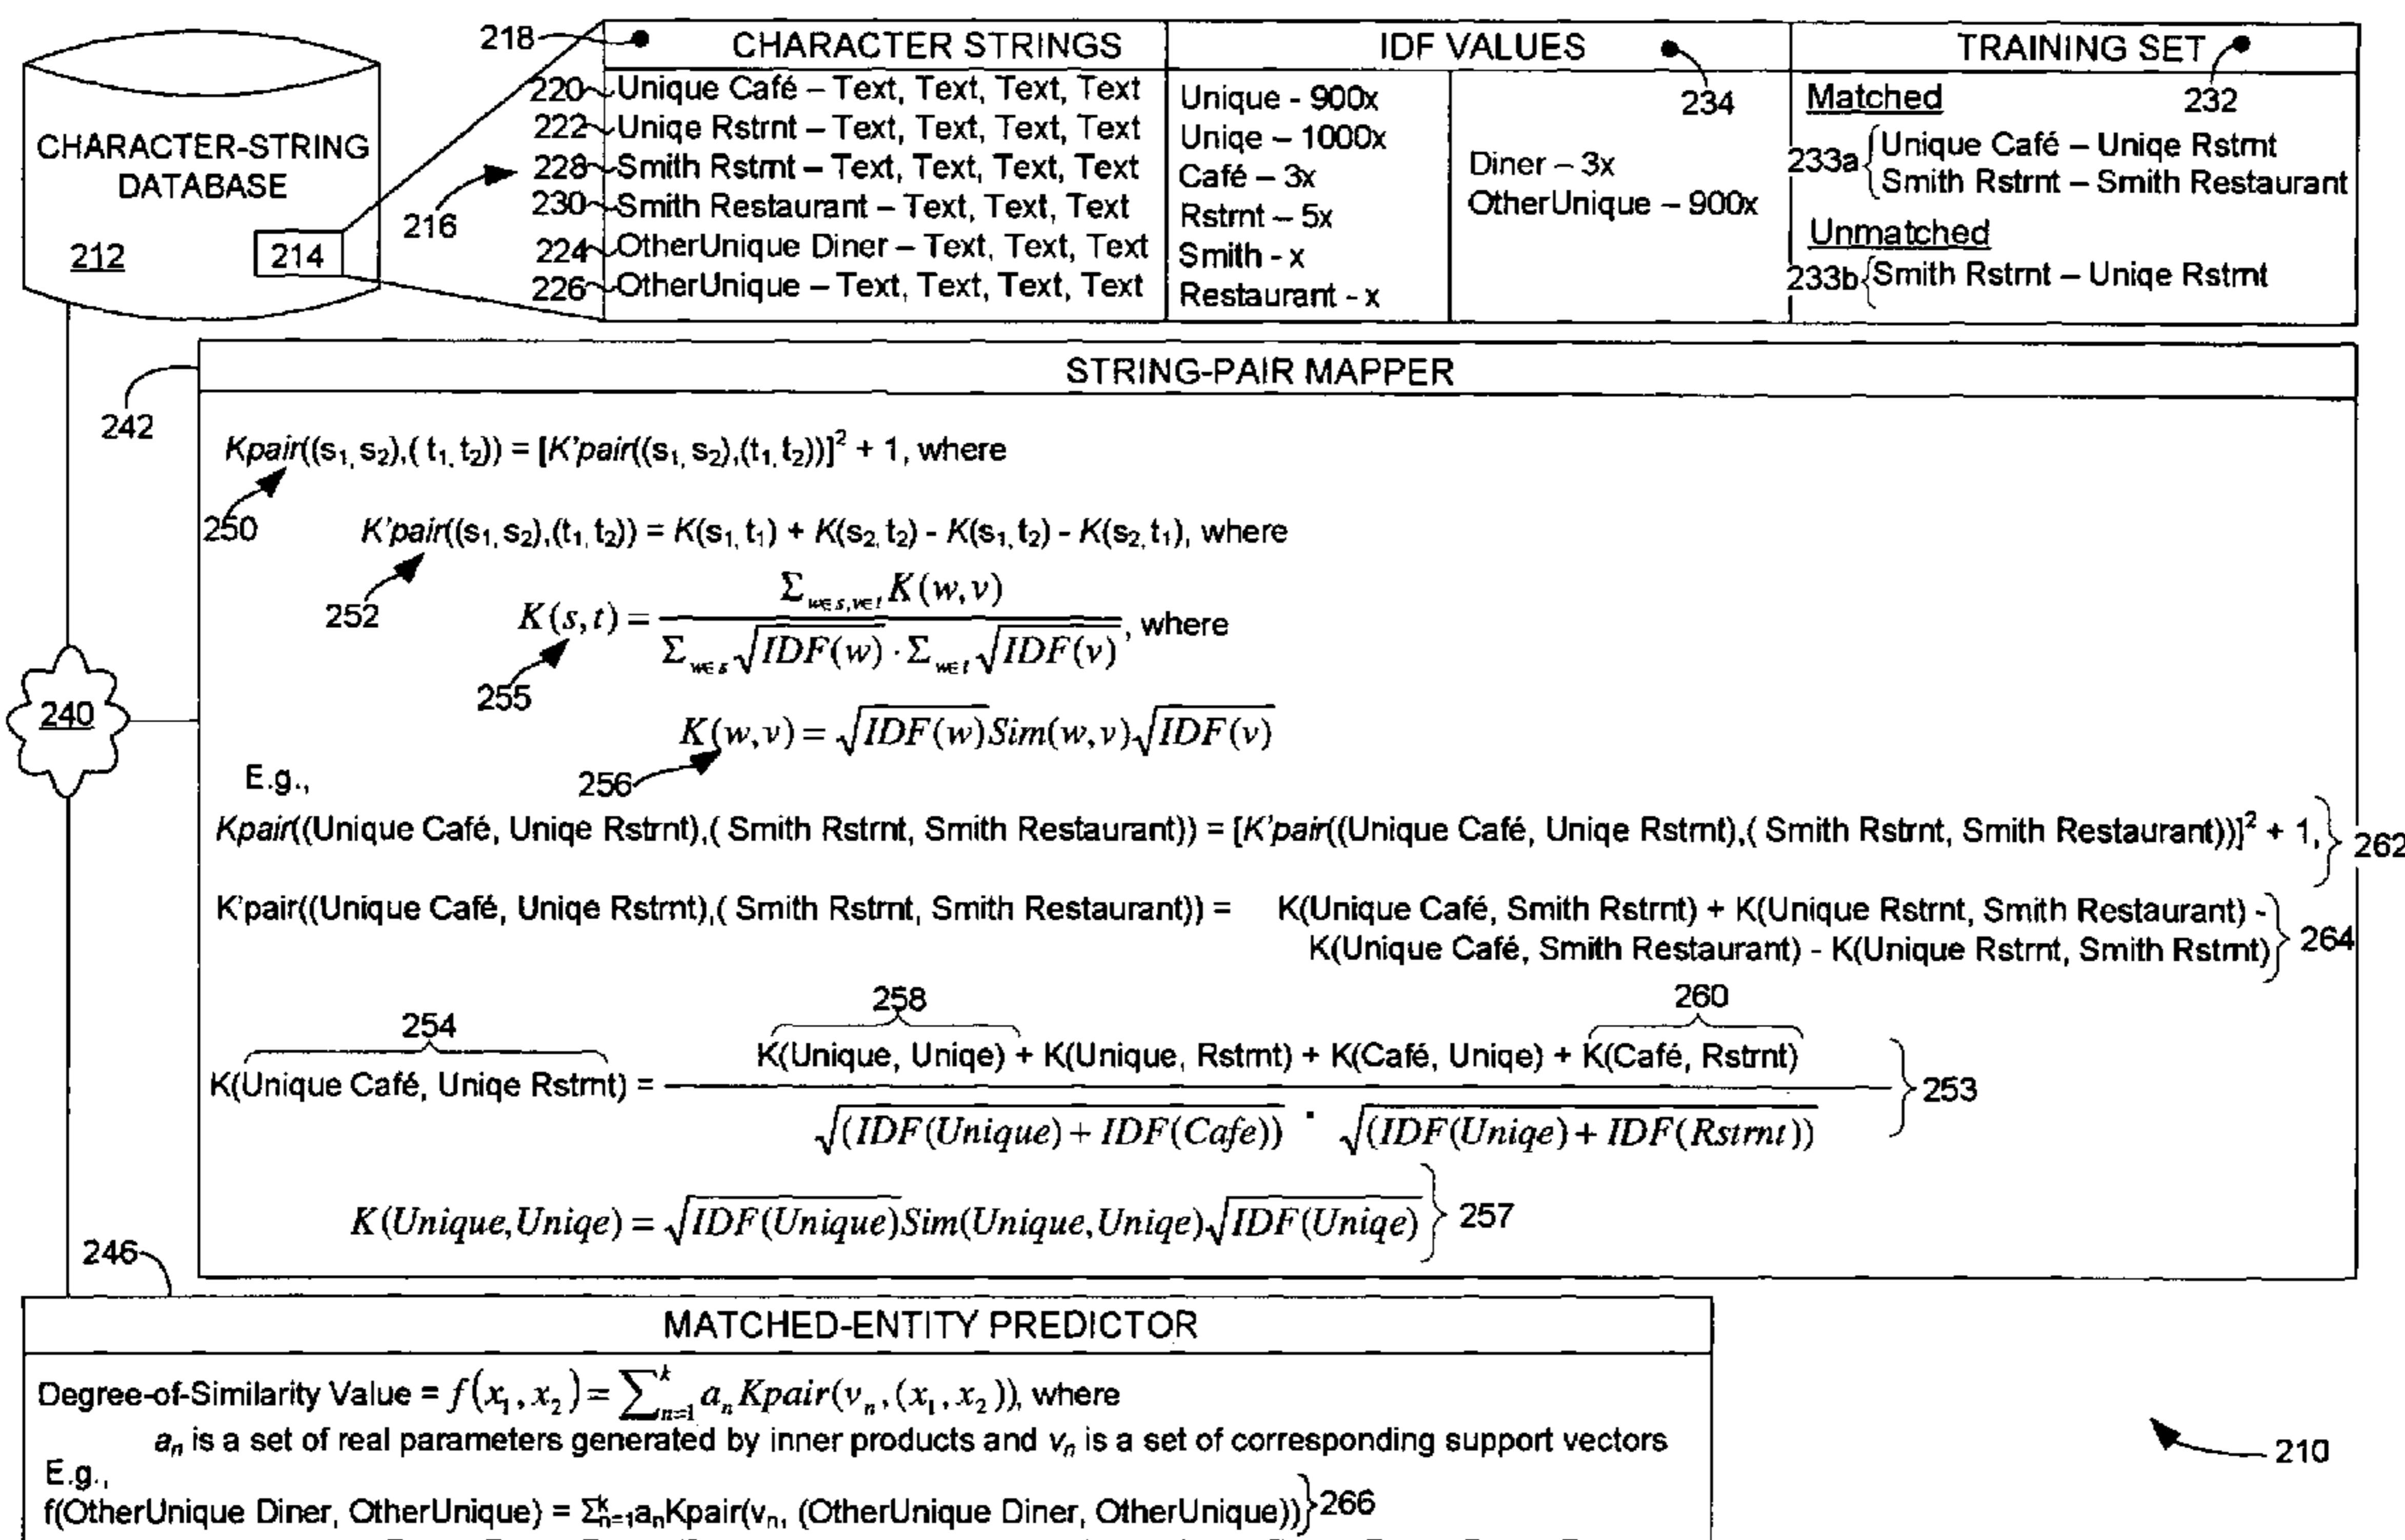 218
CHARACTER STRINGS
IDF VALUES
TRAINING SET
CHARACTER-STRING
DATABASE
212
214
216
220 Unique Café – Text, Text, Text, Text
222 Uniqe Rstrnt – Text, Text, Text, Text
228 Smith Rstrnt – Text, Text, Text, Text
230 Smith Restaurant – Text, Text, Text
224 OtherUnique Diner – Text, Text, Text
226 OtherUnique – Text, Text, Text, Text
Unique - 900x
Uniqe – 1000x
Café – 3x
Rstrnt – 5x
Smith - x
Restaurant - x
234
Diner – 3x
OtherUnique – 900x
232
Matched
233a { Unique Café – Uniqe Rstrnt
Smith Rstrnt – Smith Restaurant
Unmatched
233b { Smith Rstrnt – Uniqe Rstrnt
242
STRING-PAIR MAPPER
Kpair((s₁, s₂),( t₁, t₂)) = [K'pair((s₁, s₂),(t₁, t₂))]² + 1, where
250
K'pair((s₁, s₂),(t₁, t₂)) = K(s₁, t₁) + K(s₂, t₂) - K(s₁, t₂) - K(s₂, t₁), where
252
K(s,t) = Σ_{w∈s,v∈t} K(w,v) / Σ_{w∈s} √IDF(w) · Σ_{w∈t} √IDF(v), where
255
240
K(w,v) = √IDF(w) Sim(w,v) √IDF(v)
256
E.g.,
Kpair((Unique Café, Uniqe Rstrnt),( Smith Rstrnt, Smith Restaurant)) = [K'pair((Unique Café, Uniqe Rstrnt),( Smith Rstrnt, Smith Restaurant))]² + 1, } 262
K'pair((Unique Café, Uniqe Rstrnt),( Smith Rstrnt, Smith Restaurant)) = K(Unique Café, Smith Rstrnt) + K(Unique Rstrnt, Smith Restaurant) -
K(Unique Café, Smith Restaurant) - K(Unique Rstrnt, Smith Rstrnt) } 264
254
258
260
K(Unique, Uniqe) + K(Unique, Rstrnt) + K(Café, Uniqe) + K(Café, Rstrnt)
K(Unique Café, Uniqe Rstrnt) =
253
√(IDF(Unique) + IDF(Cafe)) · √(IDF(Uniqe) + IDF(Rstrnt))
K(Unique,Uniqe) = √IDF(Unique) Sim(Unique,Uniqe) √IDF(Uniqe) } 257
246
MATCHED-ENTITY PREDICTOR
Degree-of-Similarity Value = f(x₁, x₂) = Σ_{n=1}^{k} aₙ Kpair(vₙ, (x₁, x₂)), where
aₙ is a set of real parameters generated by inner products and vₙ is a set of corresponding support vectors
E.g.,
f(OtherUnique Diner, OtherUnique) = Σ_{n=1}^{k} aₙKpair(vₙ, (OtherUnique Diner, OtherUnique)) } 266
210